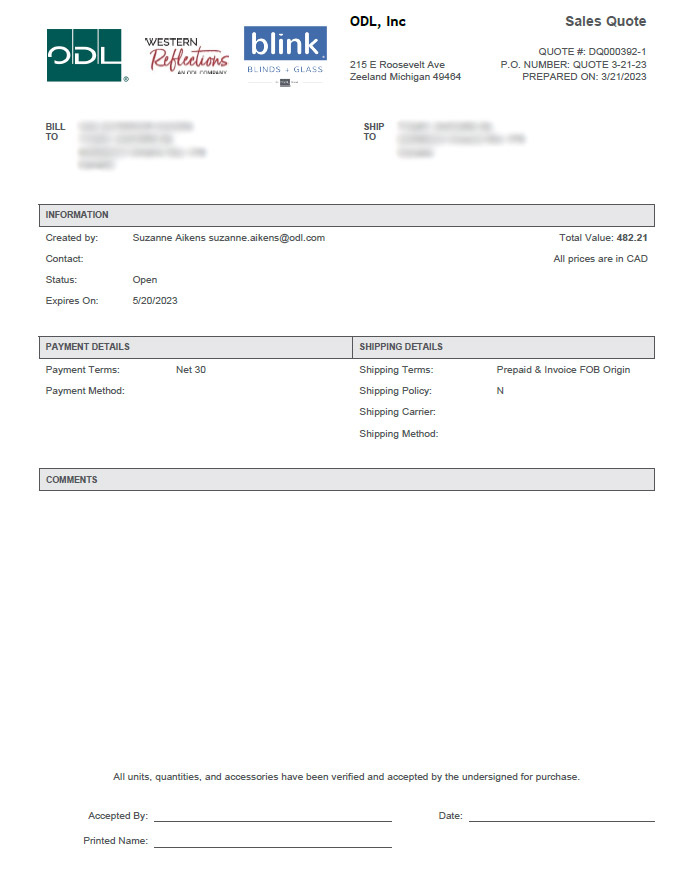 ODL, Inc
Sales Quote
ODL®
WESTERN
Reflections
AN ODL COMPANY
blink.
BLINDS + GLASS
215 E Roosevelt Ave
Zeeland Michigan 49464
QUOTE #: DQ000392-1
P.O. NUMBER: QUOTE 3-21-23
PREPARED ON: 3/21/2023
BILL
TO
SHIP
TO
INFORMATION
Created by: Suzanne Aikens suzanne.aikens@odl.com Total Value: 482.21
Contact: All prices are in CAD
Status: Open
Expires On: 5/20/2023
PAYMENT DETAILS SHIPPING DETAILS
Payment Terms: Net 30 Shipping Terms: Prepaid & Invoice FOB Origin
Payment Method: Shipping Policy: N
Shipping Carrier:
Shipping Method:
COMMENTS
All units, quantities, and accessories have been verified and accepted by the undersigned for purchase.
Accepted By: Date:
Printed Name: